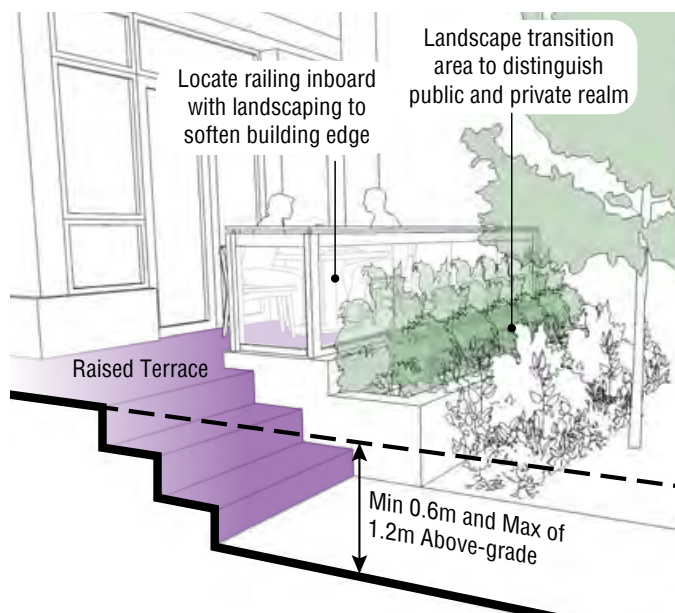 Locate railing inboard
with landscaping to
soften building edge
Landscape transition
area to distinguish
public and private realm
Raised Terrace
Min 0.6m and Max of
1.2m Above-grade